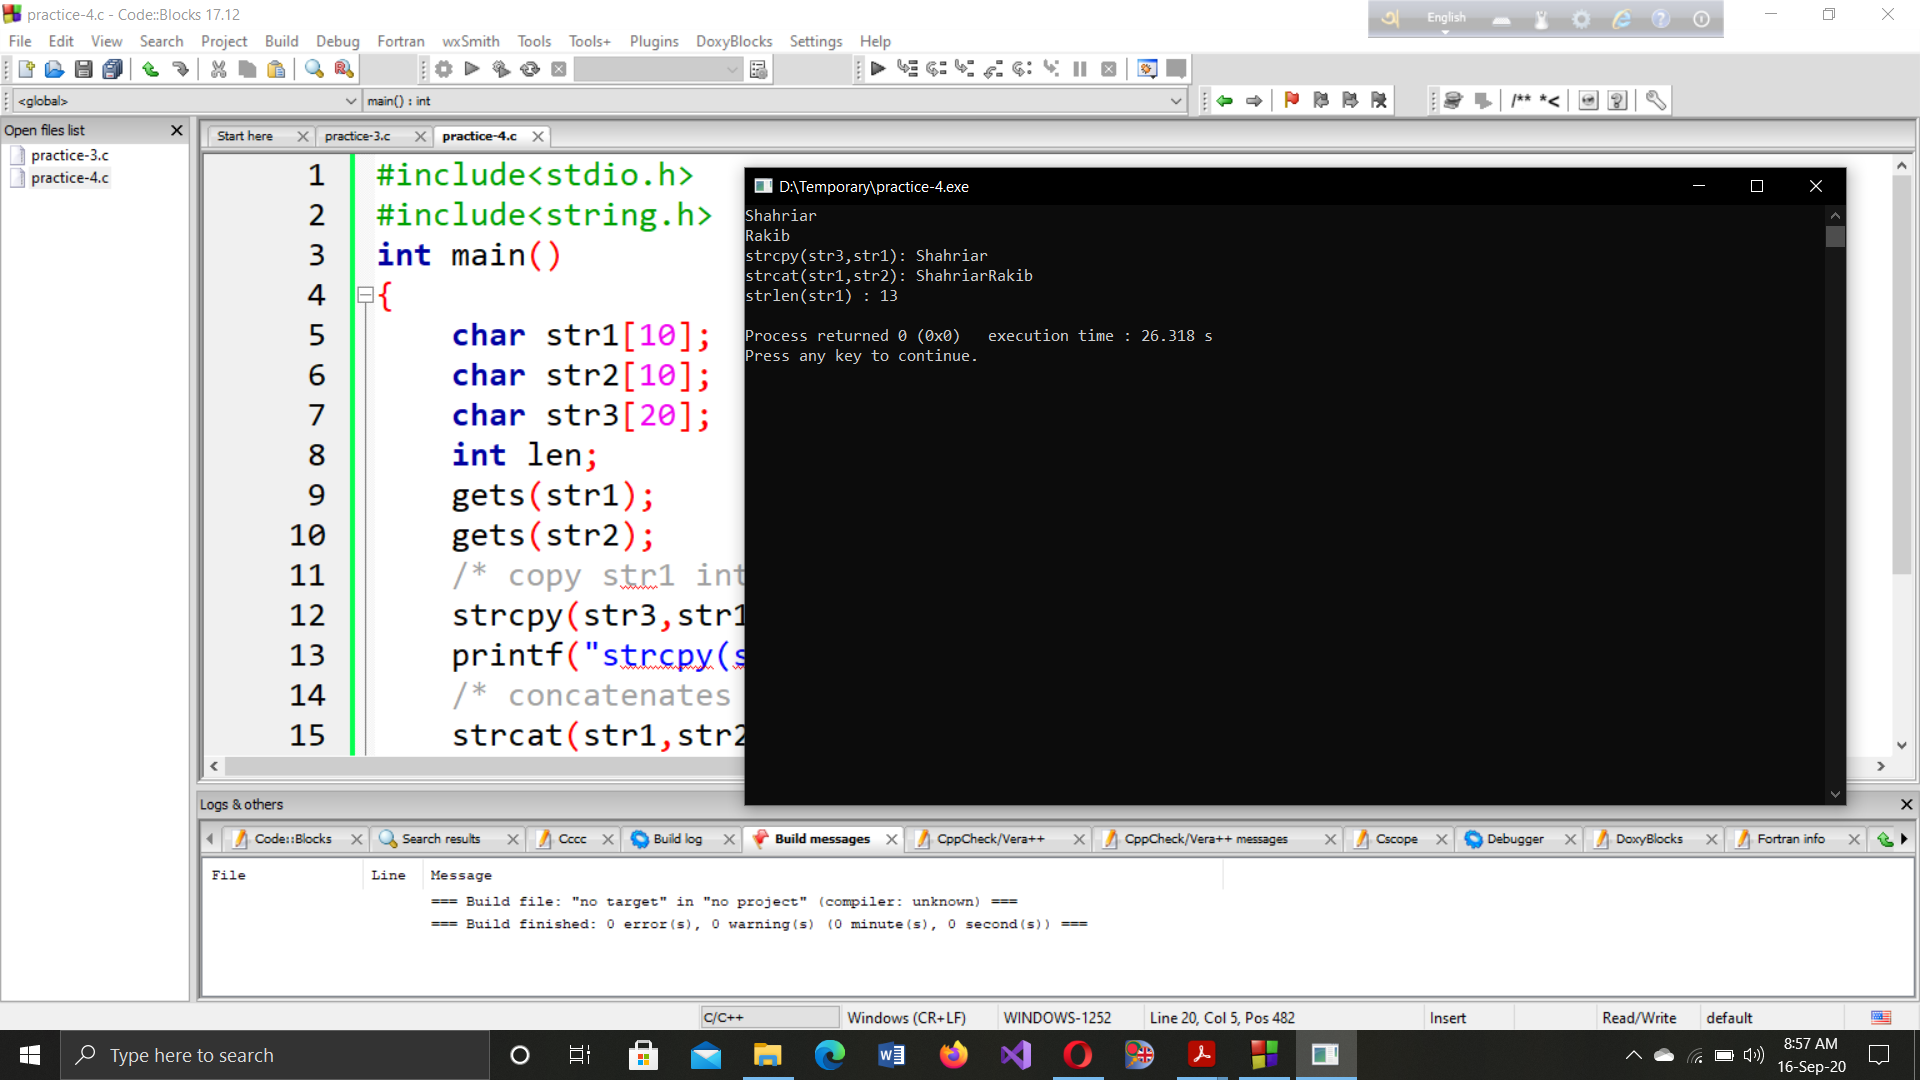 practice-4.c - Code::Blocks 17.12
English
File Edit View Search Project Build Debug Fortran wxSmith Tools Tools+ Plugins DoxyBlocks Settings Help
<global> main() : int /** *<
Open files list
Start here practice-3.c practice-4.c
practice-3.c
practice-4.c
1 #include<stdio.h>
2 #include<string.h>
3 int main()
4 {
5 char str1[10];
6 char str2[10];
7 char str3[20];
8 int len;
9 gets(str1);
10 gets(str2);
11 /* copy str1 int
12 strcpy(str3,str1
13 printf("strcpy(s
14 /* concatenates
15 strcat(str1,str2
D:\Temporary\practice-4.exe
Shahriar
Rakib
strcpy(str3,str1): Shahriar
strcat(str1,str2): ShahriarRakib
strlen(str1) : 13
Process returned 0 (0x0) execution time : 26.318 s
Press any key to continue.
Logs & others
Code::Blocks Search results Cccc Build log Build messages CppCheck/Vera++ CppCheck/Vera++ messages Cscope Debugger DoxyBlocks Fortran info
File Line Message
=== Build file: "no target" in "no project" (compiler: unknown) ===
=== Build finished: 0 error(s), 0 warning(s) (0 minute(s), 0 second(s)) ===
C/C++ Windows (CR+LF) WINDOWS-1252 Line 20, Col 5, Pos 482 Insert Read/Write default
Type here to search
8:57 AM
16-Sep-20